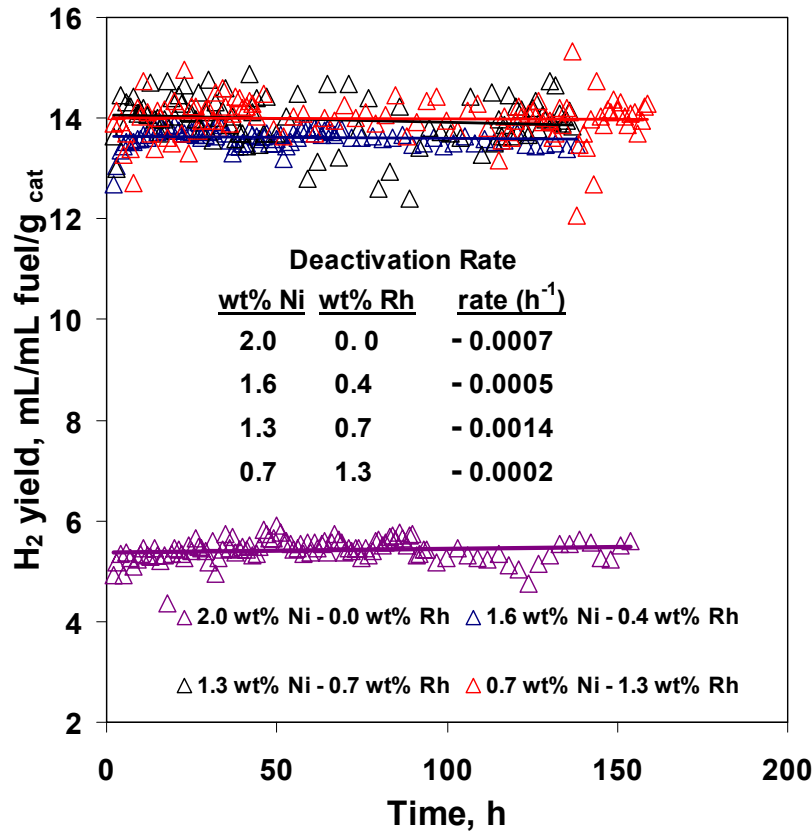 16
14
12
10
8
6
4
2
H₂ yield, mL/mL fuel/g cat
Deactivation Rate
wt% Ni wt% Rh rate (h⁻¹)
2.0 0. 0 - 0.0007
1.6 0.4 - 0.0005
1.3 0.7 - 0.0014
0.7 1.3 - 0.0002
2.0 wt% Ni - 0.0 wt% Rh 1.6 wt% Ni - 0.4 wt% Rh
1.3 wt% Ni - 0.7 wt% Rh 0.7 wt% Ni - 1.3 wt% Rh
0 50 100 150 200
Time, h